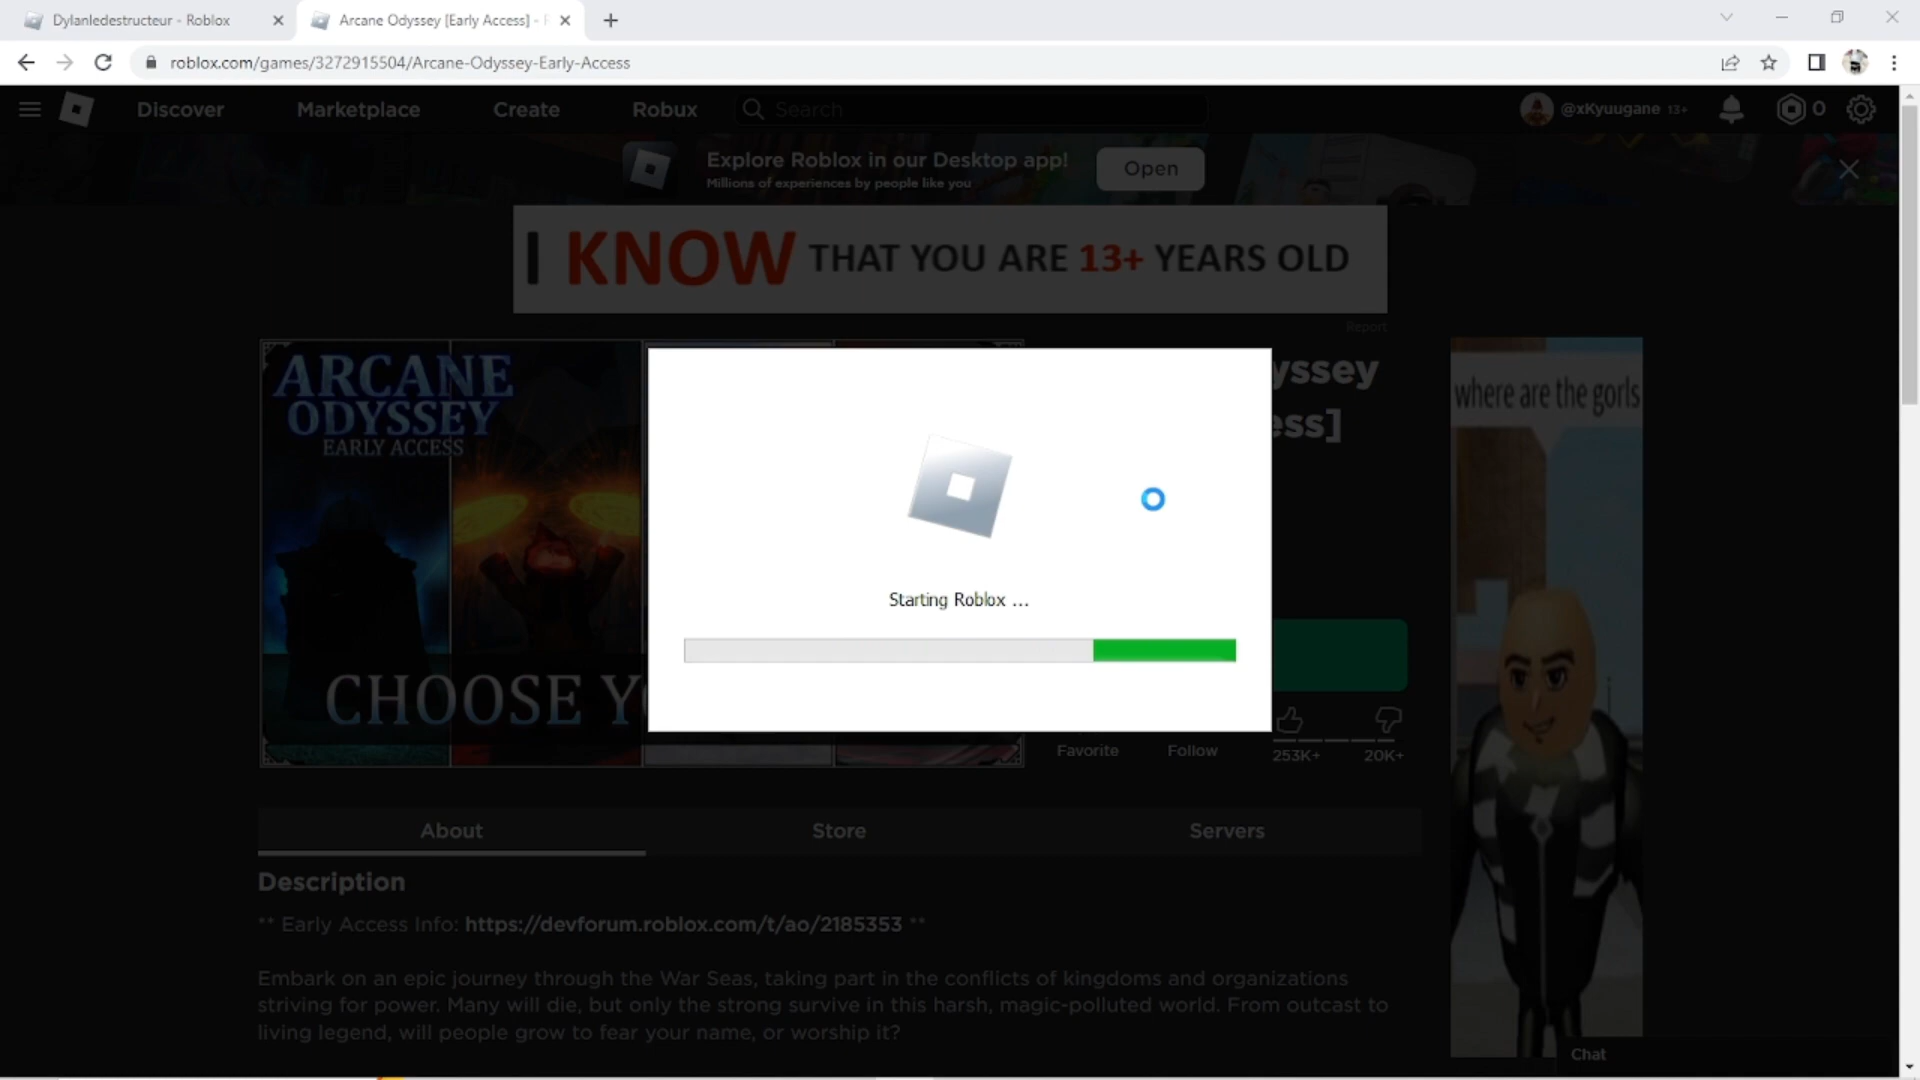 Dylanledestructeur - Roblox
Arcane Odyssey [Early Access] -
roblox.com/games/3272915504/Arcane-Odyssey-Early-Access
Discover
Marketplace
Create
Robux
Search
@xKyuugane 13+
0
Explore Roblox in our Desktop app!
Millions of experiences by people like you
Open
I KNOW THAT YOU ARE 13+ YEARS OLD
Report
ARCANE
ODYSSEY
EARLY ACCESS
CHOOSE Y
yssey
ess]
where are the gorls
Starting Roblox ...
Favorite
Follow
253K+
20K+
About
Store
Servers
Description
** Early Access Info: https://devforum.roblox.com/t/ao/2185353 **
Embark on an epic journey through the War Seas, taking part in the conflicts of kingdoms and organizations
striving for power. Many will die, but only the strong survive in this harsh, magic-polluted world. From outcast to
living legend, will people grow to fear your name, or worship it?
Chat